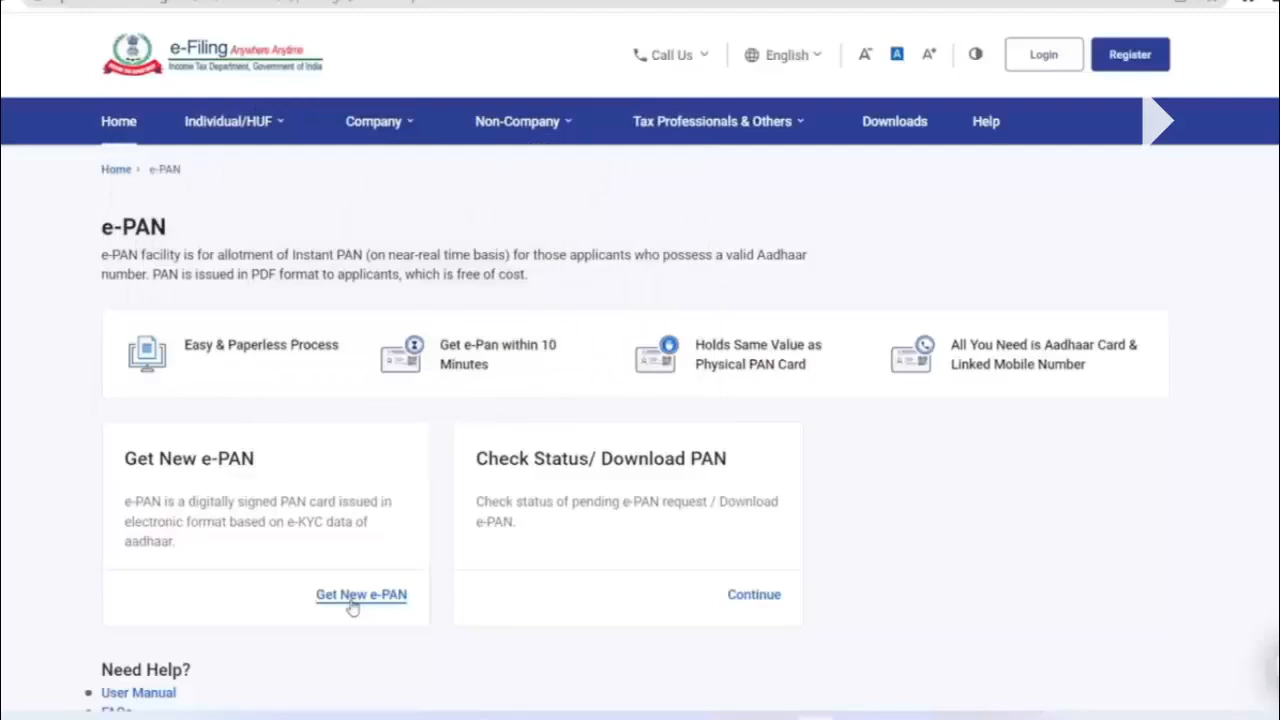 e-Filing Anywhere Anytime
Income Tax Department, Government of India
Call Us
English
A-
A
A+
Login
Register
Home
Individual/HUF
Company
Non-Company
Tax Professionals & Others
Downloads
Help
Home › e-PAN
e-PAN
e-PAN facility is for allotment of Instant PAN (on near-real time basis) for those applicants who possess a valid Aadhaar
number. PAN is issued in PDF format to applicants, which is free of cost.
Easy & Paperless Process
Get e-Pan within 10
Minutes
Holds Same Value as
Physical PAN Card
All You Need is Aadhaar Card &
Linked Mobile Number
Get New e-PAN
e-PAN is a digitally signed PAN card issued in
electronic format based on e-KYC data of
aadhaar.
Get New e-PAN
Check Status/ Download PAN
Check status of pending e-PAN request / Download
e-PAN.
Continue
Need Help?
User Manual
FAQs